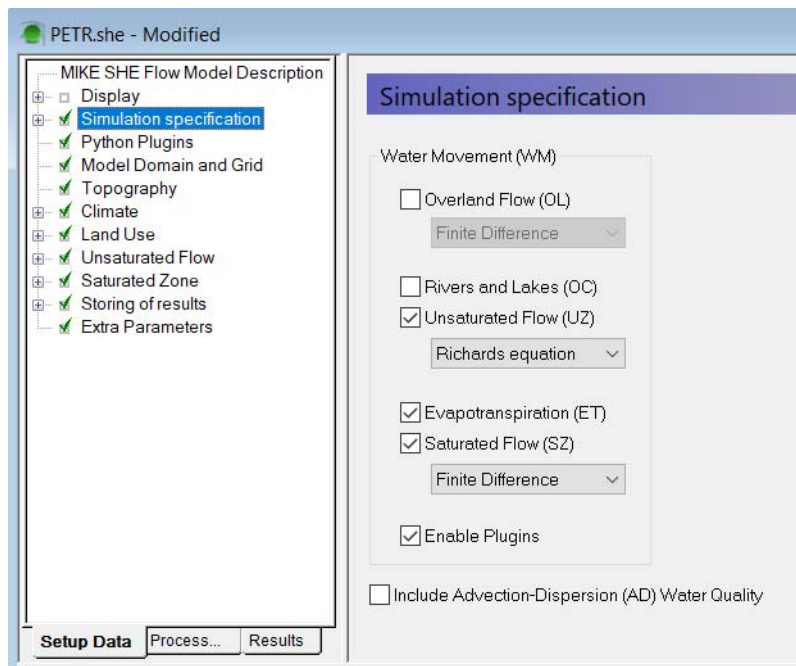 PETR.she - Modified
MIKE SHE Flow Model Description
Display
Simulation specification
Python Plugins
Model Domain and Grid
Topography
Climate
Land Use
Unsaturated Flow
Saturated Zone
Storing of results
Extra Parameters
Setup Data Process... Results
Simulation specification
Water Movement (WM)
Overland Flow (OL)
Finite Difference
Rivers and Lakes (OC)
Unsaturated Flow (UZ)
Richards equation
Evapotranspiration (ET)
Saturated Flow (SZ)
Finite Difference
Enable Plugins
Include Advection-Dispersion (AD) Water Quality